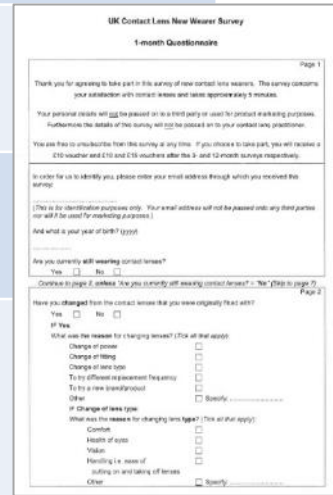 UK Contact Lens New Wearer Survey
1-month Questionnaire
Page 1
Thank you for agreeing to take part in this survey of new contact lens wearers. The survey concerns
your satisfaction with contact lenses and takes approximately 5 minutes.
Your personal details will not be passed on to a third party or used for product marketing purposes.
Furthermore the details of this survey will not be passed on to your contact lens practitioner.
You are free to unsubscribe from this survey at any time. If you choose to take part, you will receive a
£10 voucher and £10 and £15 vouchers after the 3- and 12-month surveys respectively.
In order for us to identify you, please enter your email address through which you received this
survey:
(This is for identification purposes only. Your email address will not be passed onto any third parties
nor will it be used for marketing purposes.)
And what is your year of birth? (yyyy)
Are you currently still wearing contact lenses?
Yes No
Continue to page 2, unless "Are you currently still wearing contact lenses? = "No" (Skip to page 7)
Page 2
Have you changed from the contact lenses that you were originally fitted with?
Yes No
IF Yes:
What was the reason for changing lenses? (Tick all that apply):
Change of power
Change of fitting
Change of lens type
To try different replacement frequency
To try a new brand/product
Other Specify:
IF Change of lens type:
What was the reason for changing lens type? (Tick all that apply):
Comfort
Health of eyes
Vision
Handling i.e. ease of
putting on and taking off lenses
Other Specify: